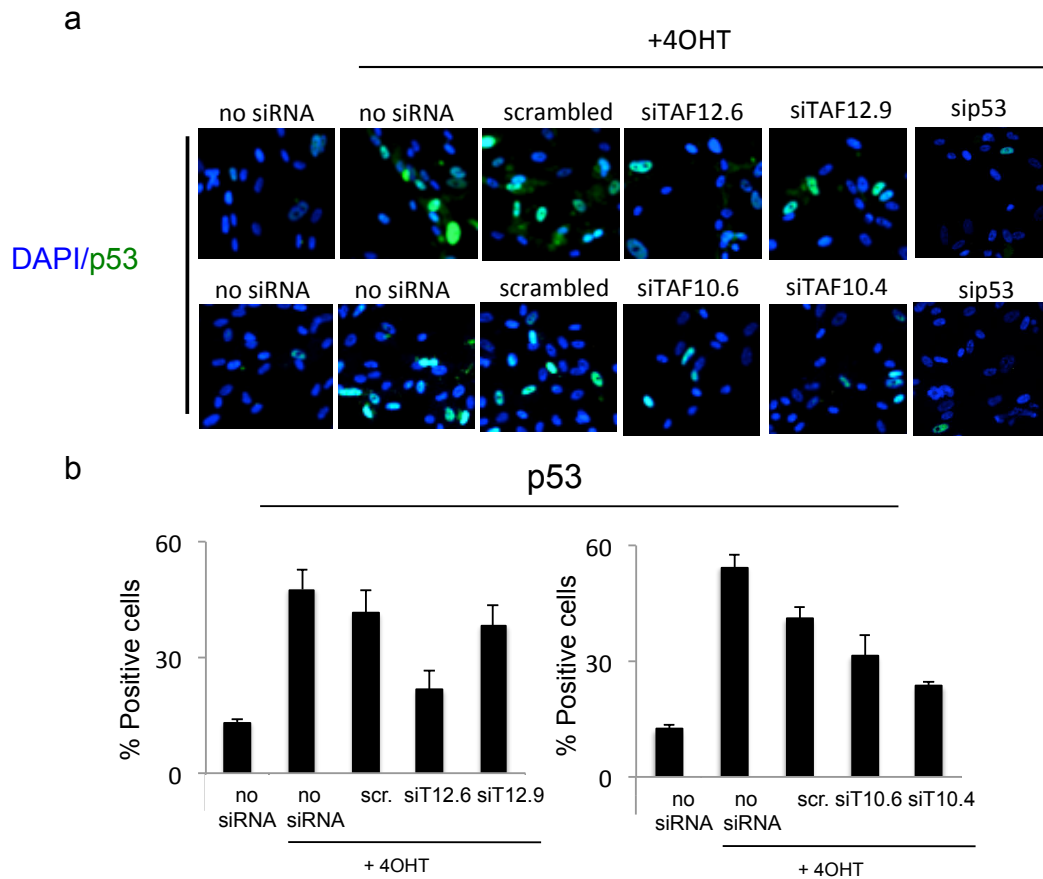 a
+4OHT
no siRNA no siRNA scrambled siTAF12.6 siTAF12.9 sip53
DAPI/p53
no siRNA no siRNA scrambled siTAF10.6 siTAF10.4 sip53
b
p53
% Positive cells
60
30
0
no siRNA no siRNA scr. siT12.6 siT12.9
+ 4OHT
% Positive cells
60
30
0
no siRNA no siRNA scr. siT10.6 siT10.4
+ 4OHT